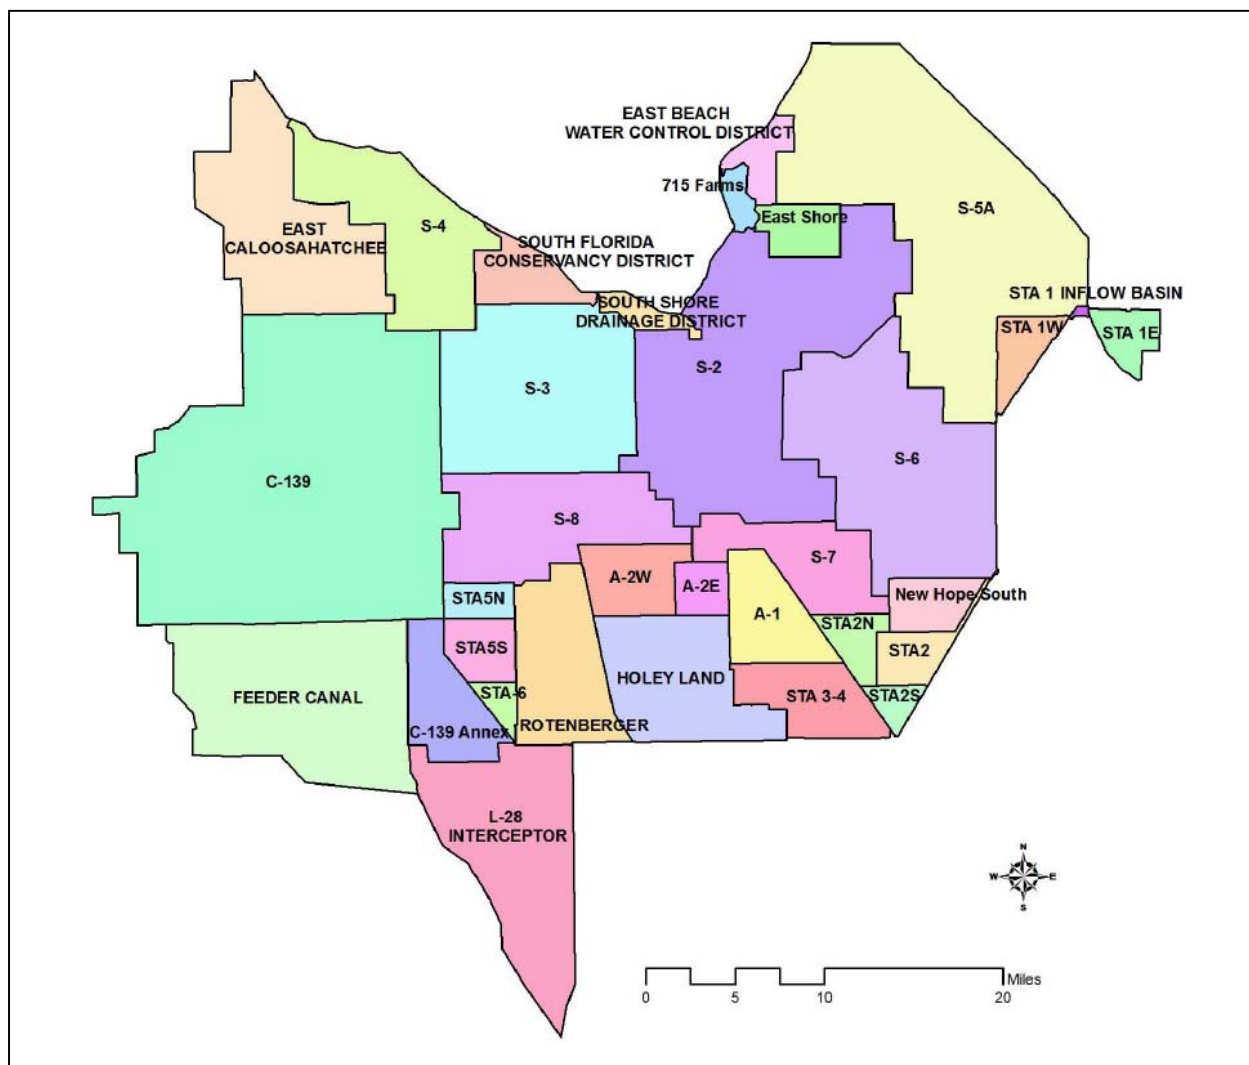 EAST BEACH
WATER CONTROL DISTRICT
715 Farms
East Shore
S-5A
EAST
CALOOSAHATCHEE
S-4
SOUTH FLORIDA
CONSERVANCY DISTRICT
STA 1 INFLOW BASIN
SOUTH SHORE
DRAINAGE DISTRICT
STA 1W
STA 1E
S-3
S-2
S-6
C-139
S-8
S-7
A-2W
A-2E
STA5N
New Hope South
A-1
STA2N
STA5S
STA2
FEEDER CANAL
STA-6
HOLEY LAND
STA 3-4
STA2S
C-139 Annex
ROTENBERGER
L-28
INTERCEPTOR
N
W
E
S
Miles
0
5
10
20